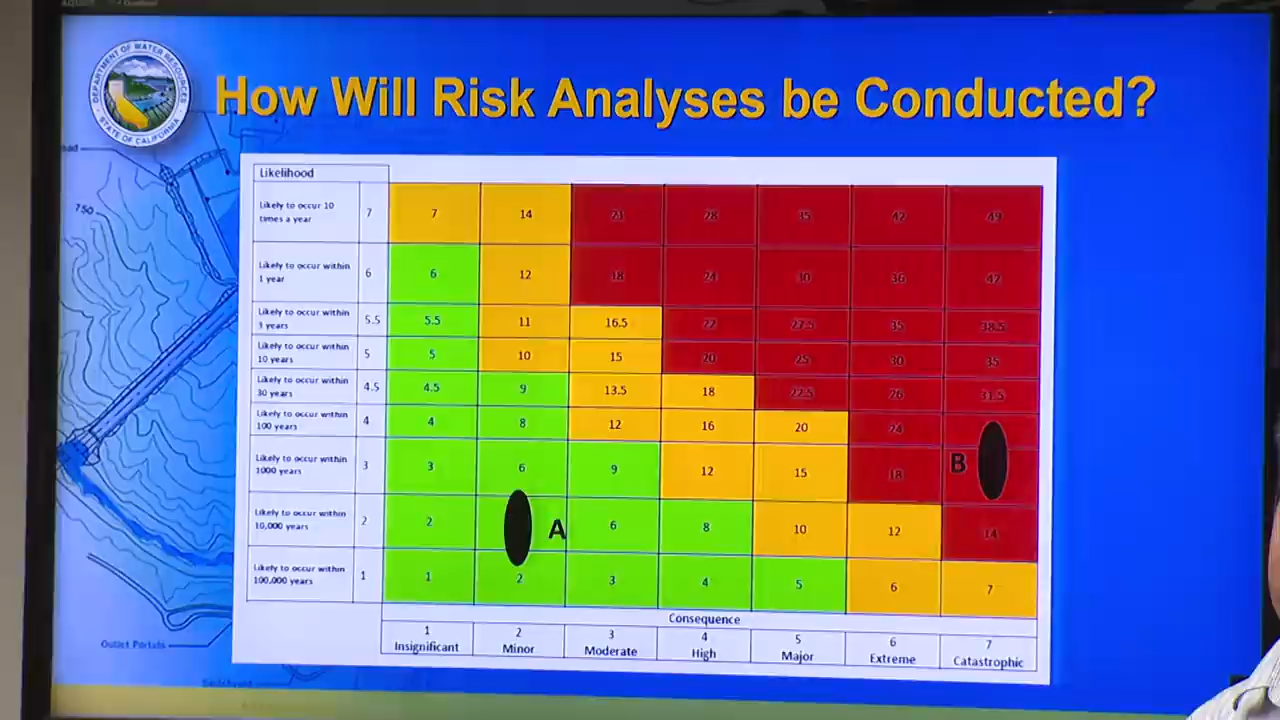 DEPARTMENT OF WATER RESOURCES
STATE OF CALIFORNIA
How Will Risk Analyses be Conducted?
750
Likelihood
Likely to occur 10
times a year
7
7
14
21
28
35
42
49
Likely to occur within
1 year
6
6
12
18
24
30
36
42
Likely to occur within
3 years
5.5
5.5
11
16.5
22
27.5
35
38.5
Likely to occur within
10 years
5
5
10
15
20
25
30
35
Likely to occur within
30 years
4.5
4.5
9
13.5
18
22.5
26
31.5
Likely to occur within
100 years
4
4
8
12
16
20
24
Likely to occur within
1000 years
3
3
6
9
12
15
18
B
Likely to occur within
10,000 years
2
2
A
6
8
10
12
14
Likely to occur within
100,000 years
1
1
2
3
4
5
6
7
Consequence
1
Insignificant
2
Minor
3
Moderate
4
High
5
Major
6
Extreme
7
Catastrophic
Outlet Portals